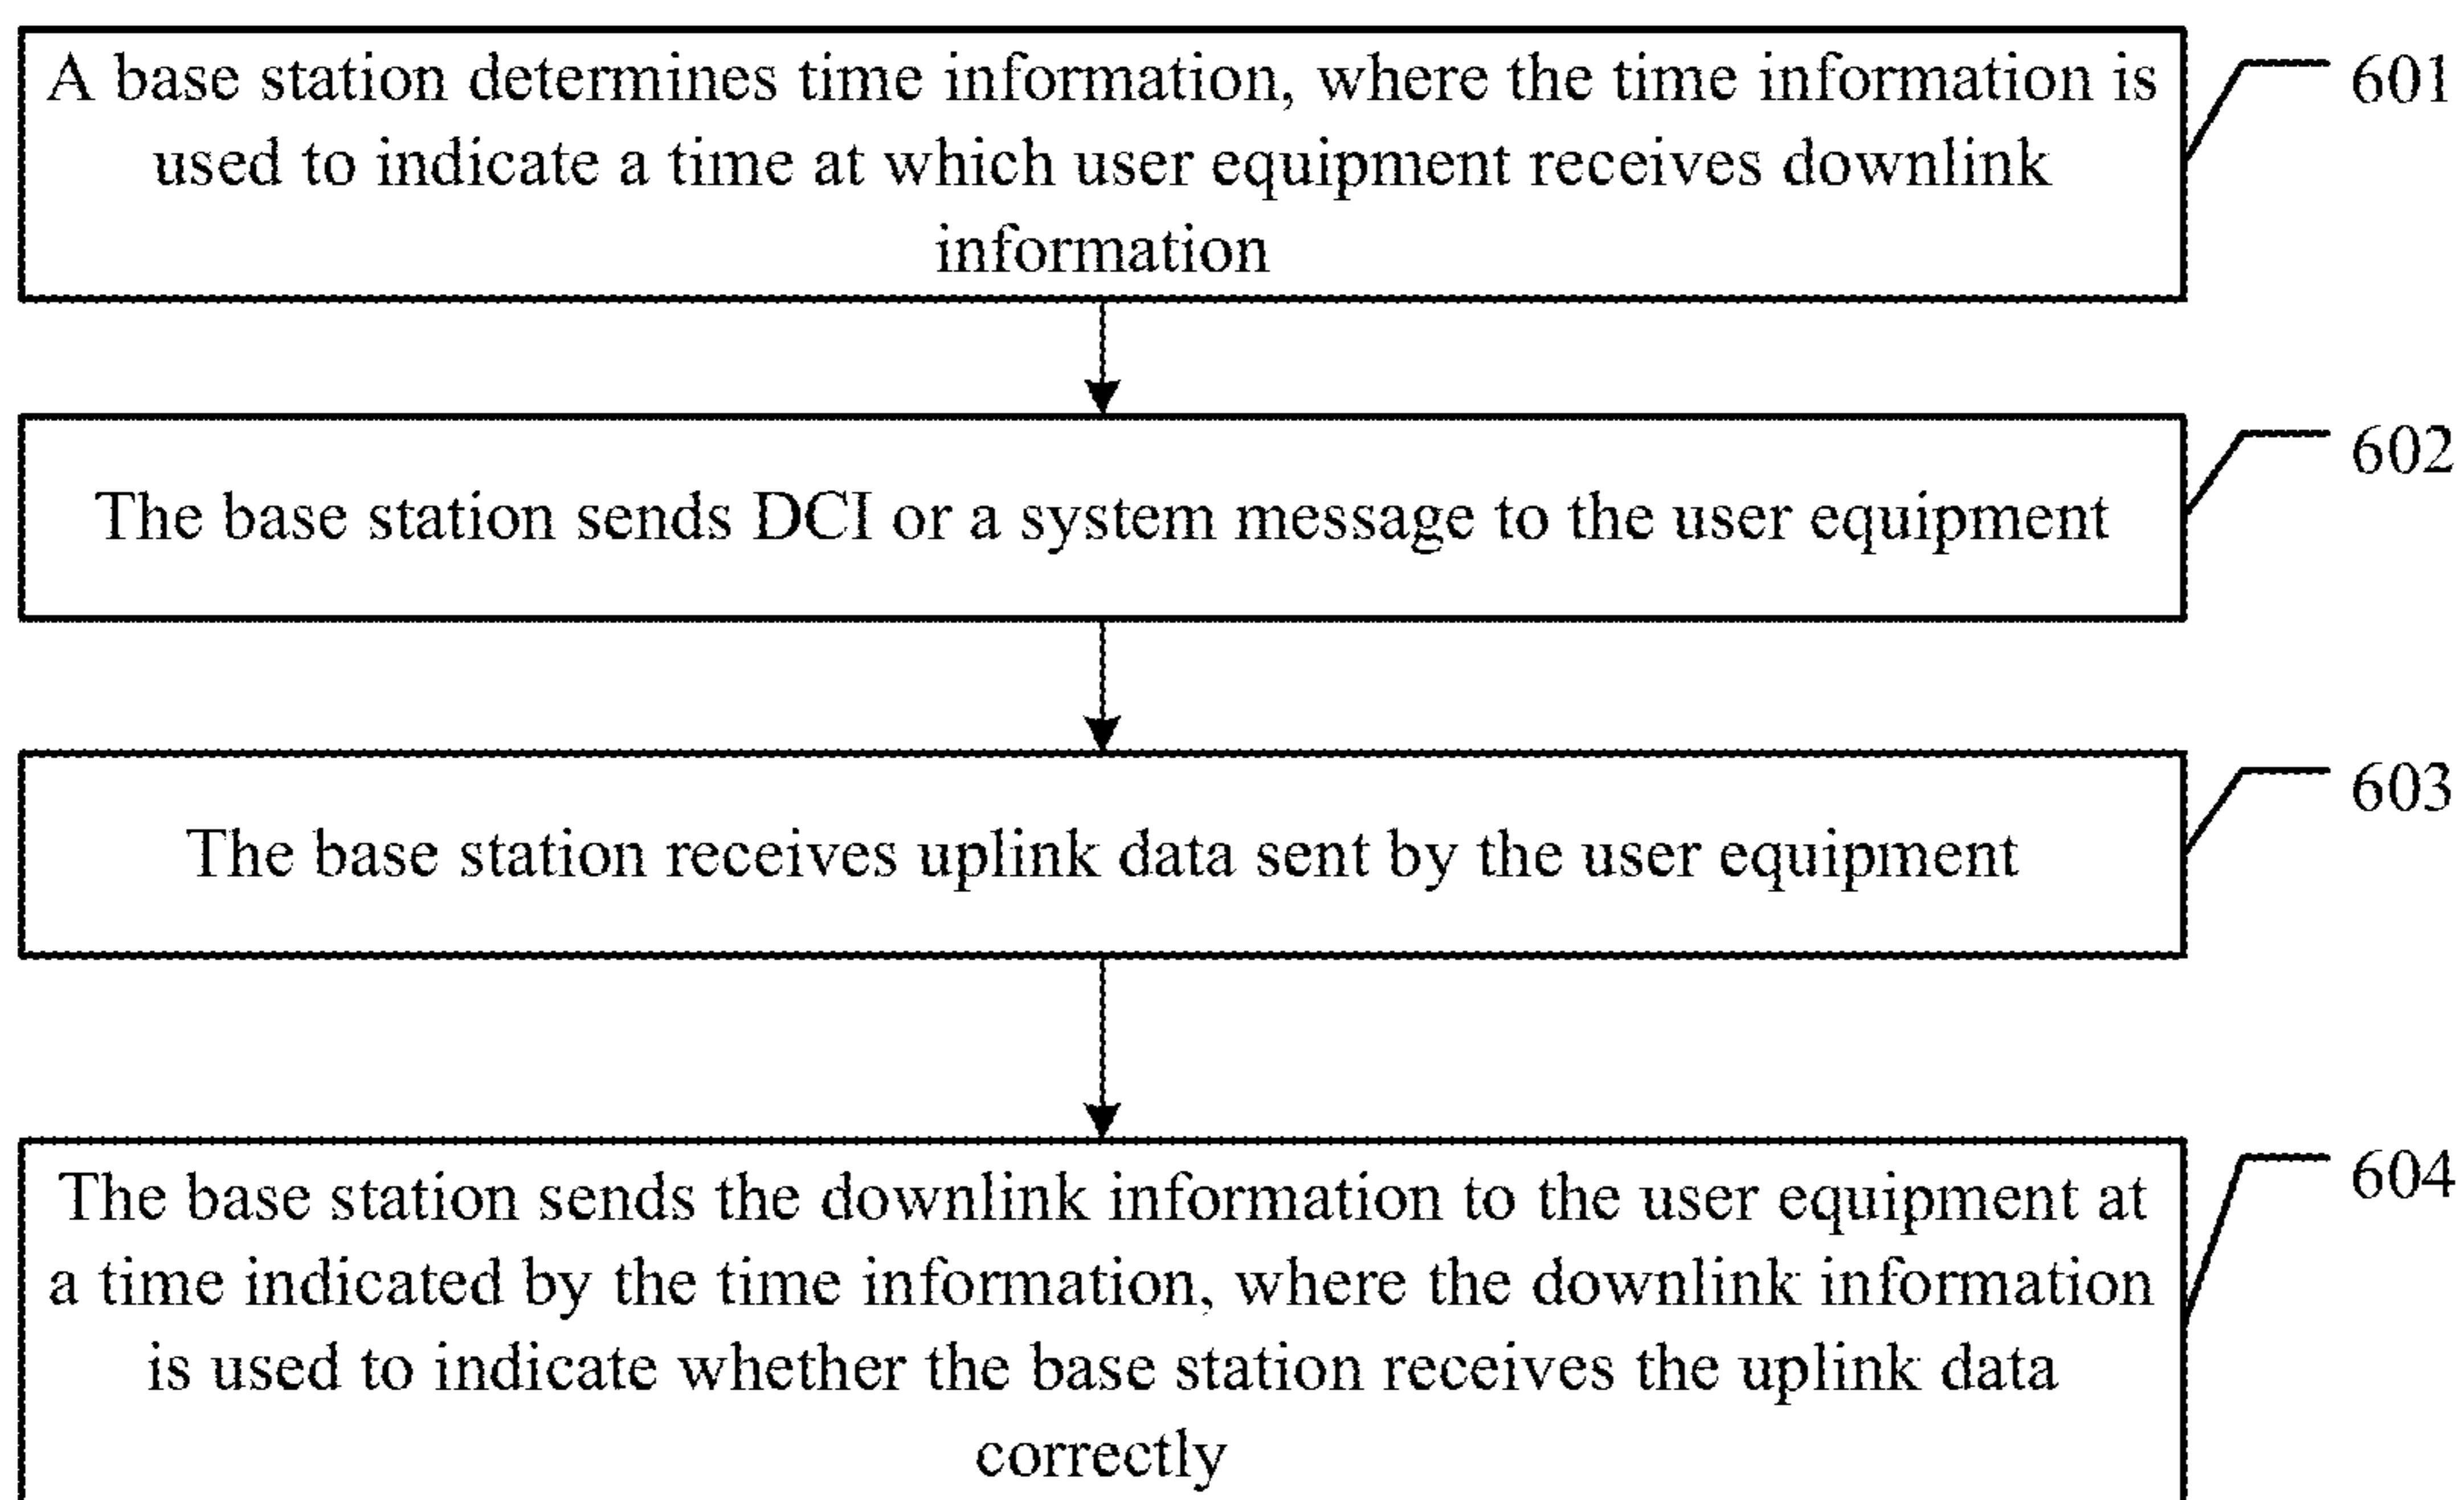 A base station determines time information, where the time information is
used to indicate a time at which user equipment receives downlink
information
601
The base station sends DCI or a system message to the user equipment
602
The base station receives uplink data sent by the user equipment
603
The base station sends the downlink information to the user equipment at
a time indicated by the time information, where the downlink information
is used to indicate whether the base station receives the uplink data
correctly
604